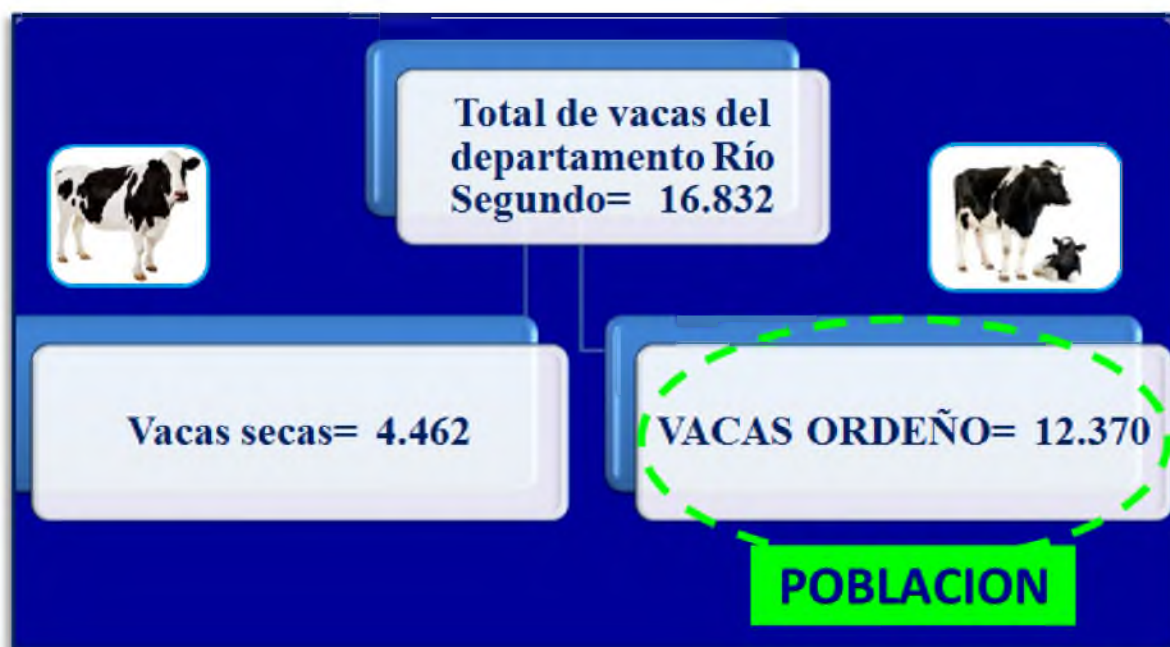 Total de vacas del
departamento Río
Segundo= 16.832
Vacas secas= 4.462
VACAS ORDEÑO= 12.370
POBLACION